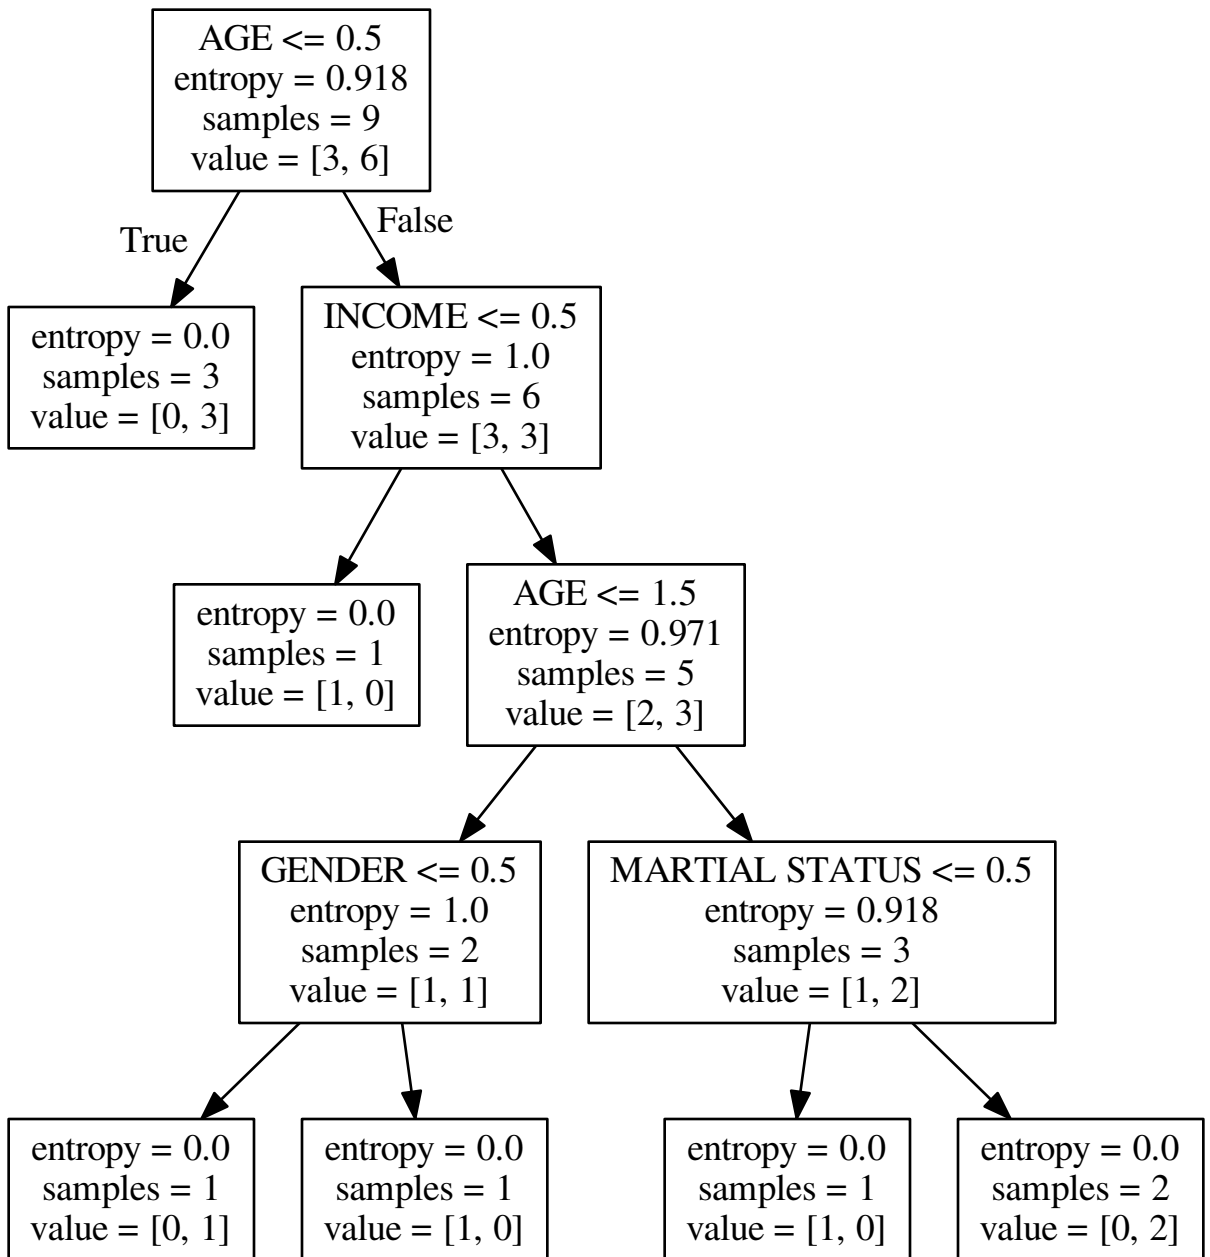 AGE <= 0.5
entropy = 0.918
samples = 9
value = [3, 6]
True
False
entropy = 0.0
samples = 3
value = [0, 3]
INCOME <= 0.5
entropy = 1.0
samples = 6
value = [3, 3]
entropy = 0.0
samples = 1
value = [1, 0]
AGE <= 1.5
entropy = 0.971
samples = 5
value = [2, 3]
GENDER <= 0.5
entropy = 1.0
samples = 2
value = [1, 1]
MARTIAL STATUS <= 0.5
entropy = 0.918
samples = 3
value = [1, 2]
entropy = 0.0
samples = 1
value = [0, 1]
entropy = 0.0
samples = 1
value = [1, 0]
entropy = 0.0
samples = 1
value = [1, 0]
entropy = 0.0
samples = 2
value = [0, 2]